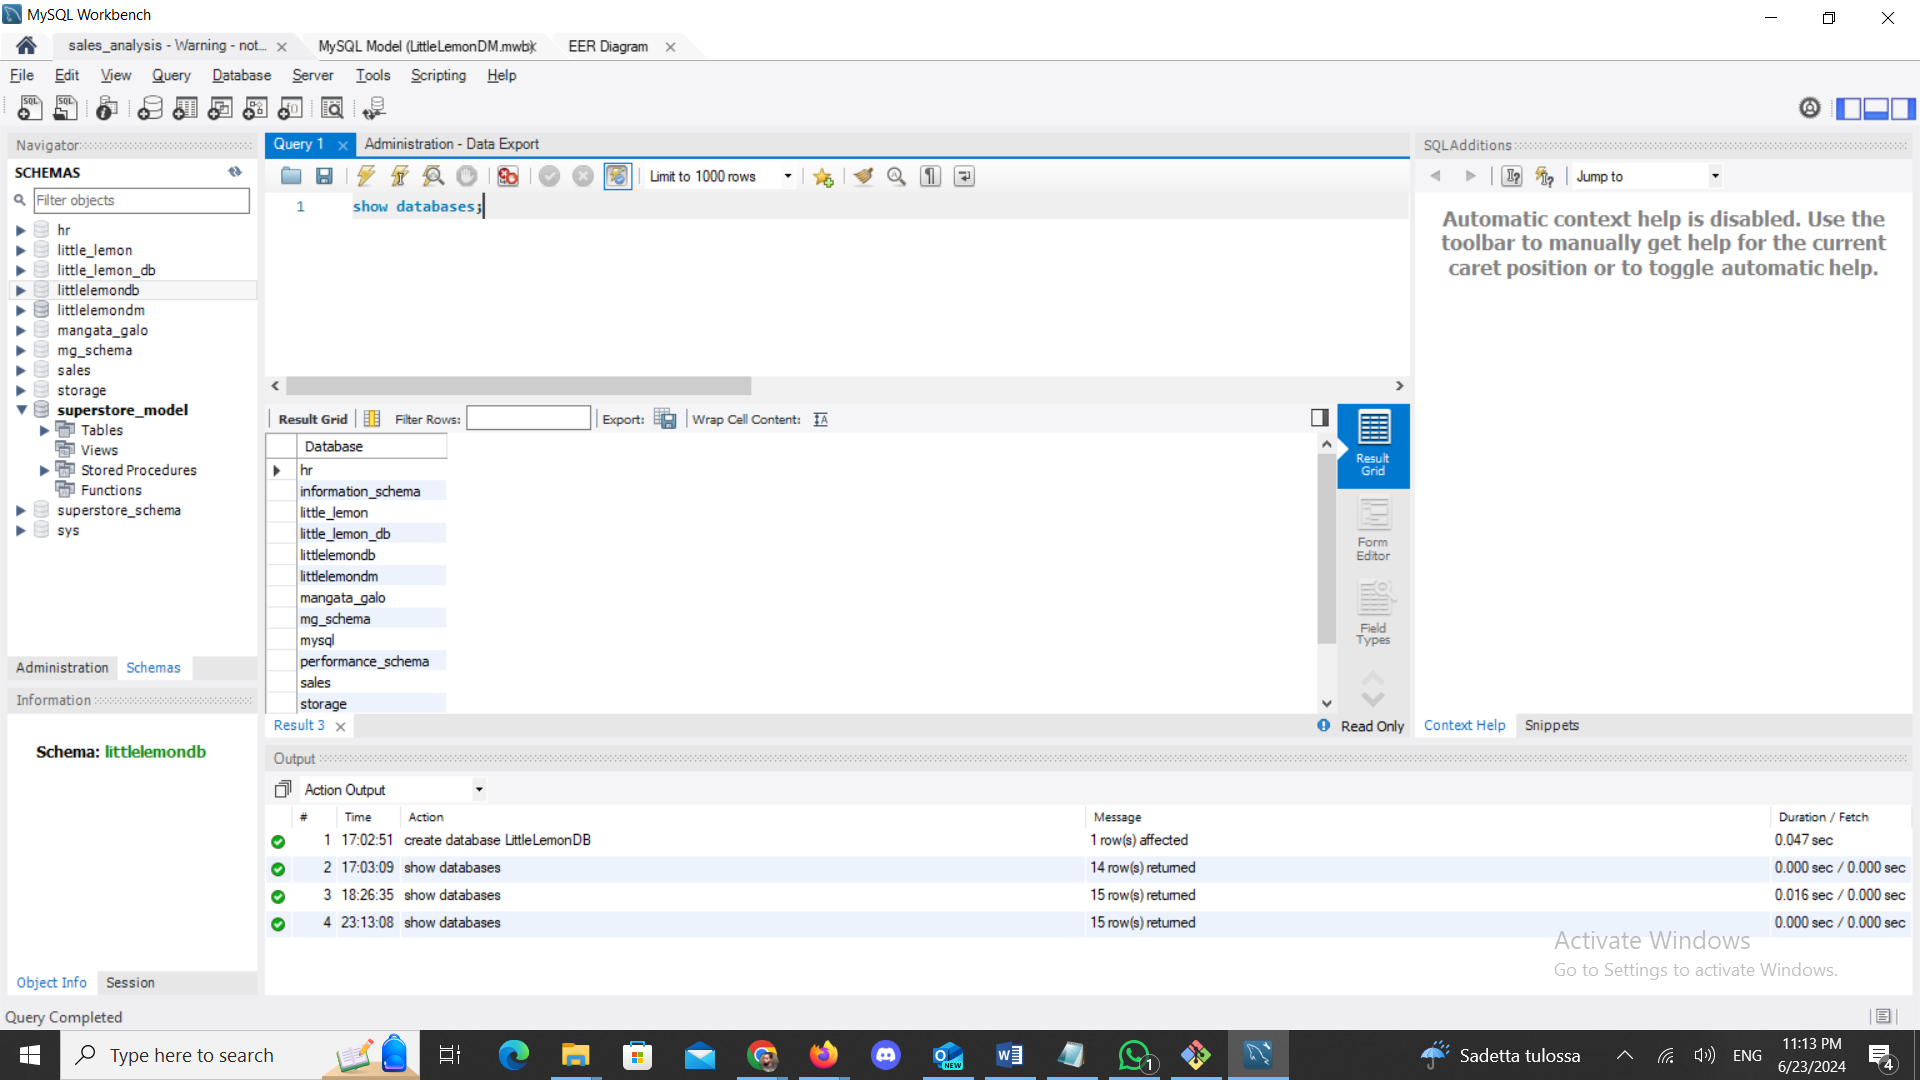 MySQL Workbench
sales_analysis - Warning - not...
MySQL Model (LittleLemonDM.mwb)
EER Diagram
File Edit View Query Database Server Tools Scripting Help
Navigator
SCHEMAS
Filter objects
hr
little_lemon
little_lemon_db
littlelemondb
littlelemondm
mangata_galo
mg_schema
sales
storage
superstore_model
Tables
Views
Stored Procedures
Functions
superstore_schema
sys
Administration Schemas
Information
Schema: littlelemondb
Object Info Session
Query 1
Administration - Data Export
Limit to 1000 rows
1 show databases;
Result Grid Filter Rows: Export: Wrap Cell Content:
Database
hr
information_schema
little_lemon
little_lemon_db
littlelemondb
littlelemondm
mangata_galo
mg_schema
mysql
performance_schema
sales
storage
Result Grid
Form Editor
Field Types
Result 3
Read Only
SQLAdditions
Jump to
Automatic context help is disabled. Use the
toolbar to manually get help for the current
caret position or to toggle automatic help.
Context Help Snippets
Output
Action Output
# Time Action Message Duration / Fetch
1 17:02:51 create database LittleLemonDB 1 row(s) affected 0.047 sec
2 17:03:09 show databases 14 row(s) returned 0.000 sec / 0.000 sec
3 18:26:35 show databases 15 row(s) returned 0.016 sec / 0.000 sec
4 23:13:08 show databases 15 row(s) returned 0.000 sec / 0.000 sec
Activate Windows
Go to Settings to activate Windows.
Query Completed
Type here to search
NEW
1
Sadetta tulossa
ENG
11:13 PM
6/23/2024
4